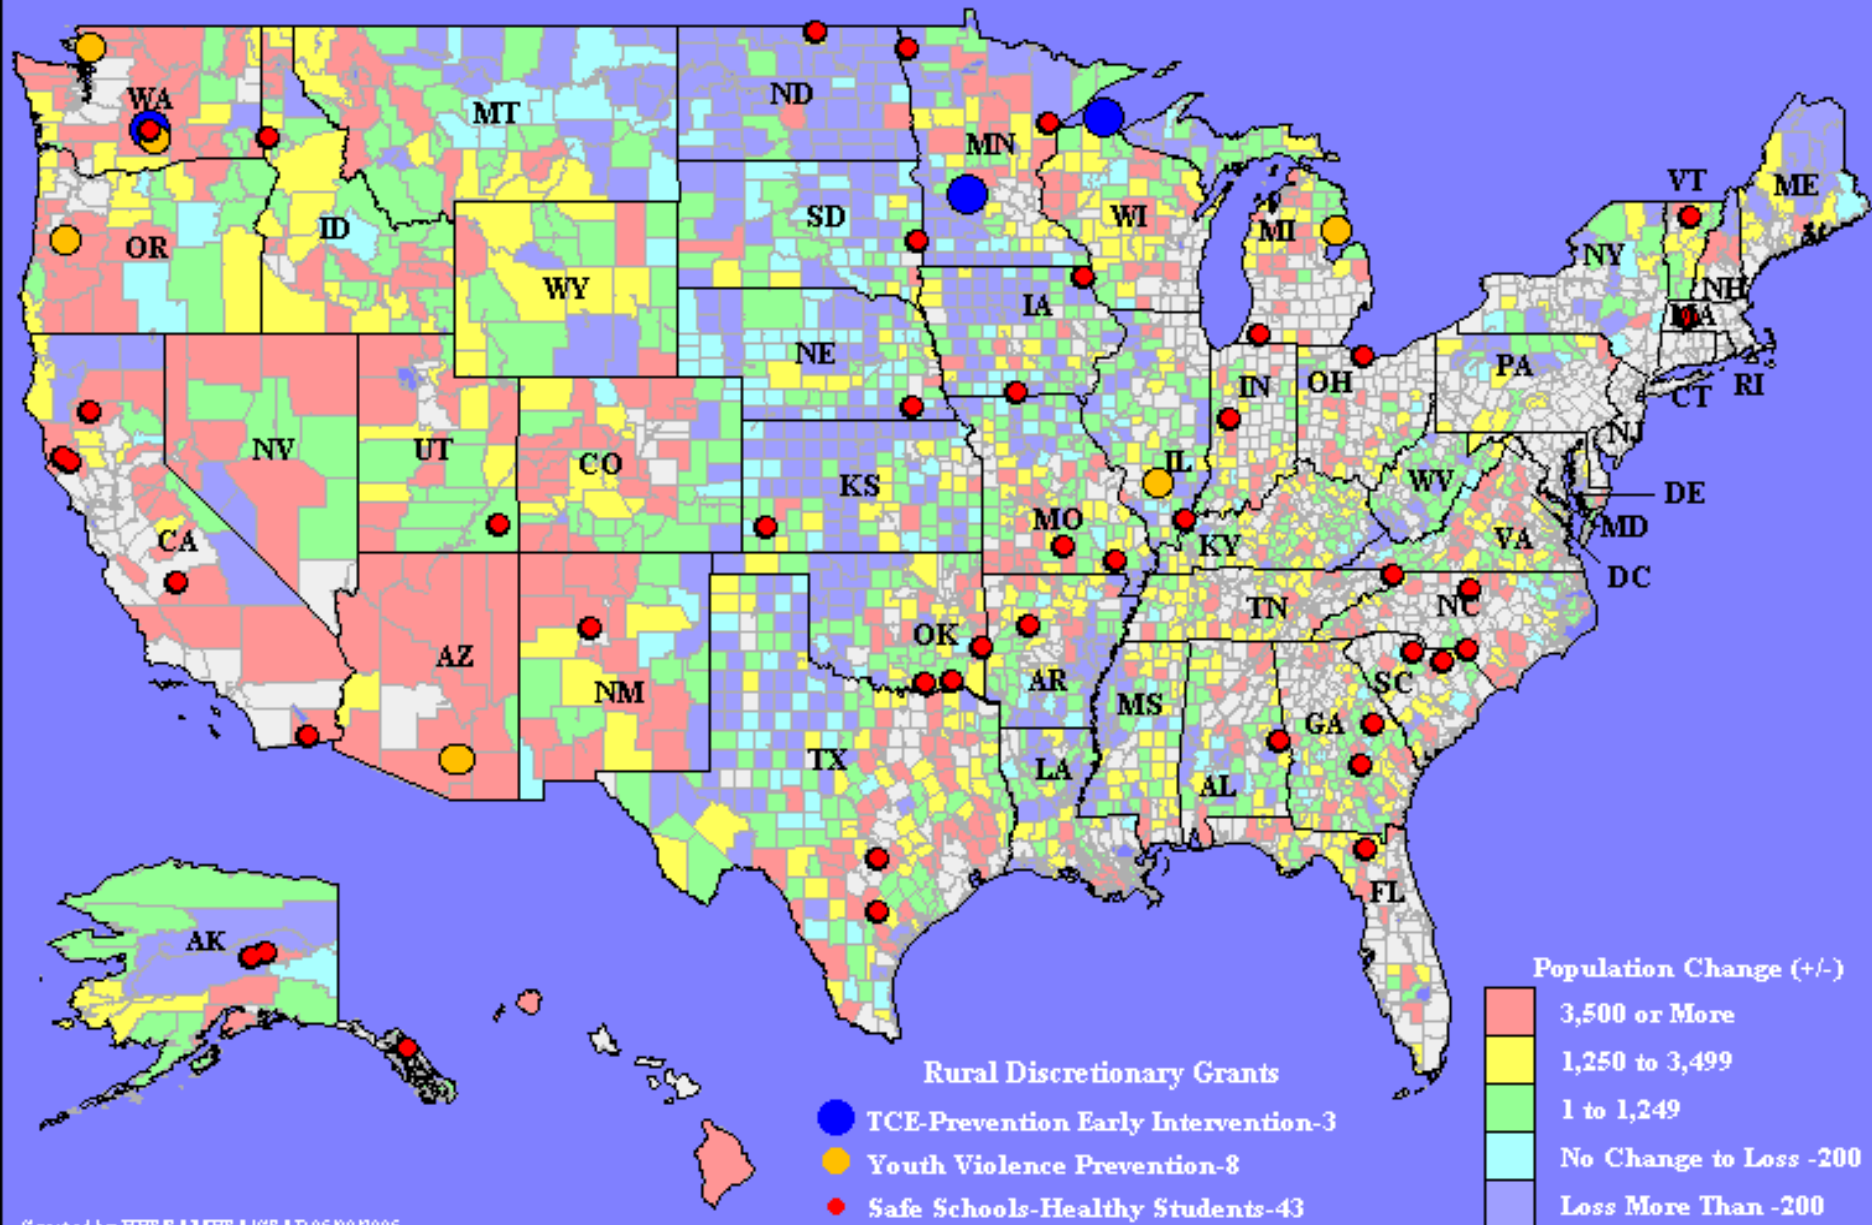 WA
MT
ND
MN
VT
ME
OR
ID
SD
WI
MI
NY
WY
IA
NH
MA
NE
PA
IN
OH
CT
RI
NV
UT
CO
KS
IL
WV
NJ
DE
CA
MO
KY
VA
MD
DC
TN
NC
AZ
OK
NM
AR
MS
SC
GA
TX
LA
AL
FL
AK
Population Change (+/-)
3,500 or More
1,250 to 3,499
1 to 1,249
No Change to Loss -200
Loss More Than -200
Rural Discretionary Grants
TCE-Prevention Early Intervention-3
Youth Violence Prevention-8
Safe Schools-Healthy Students-43